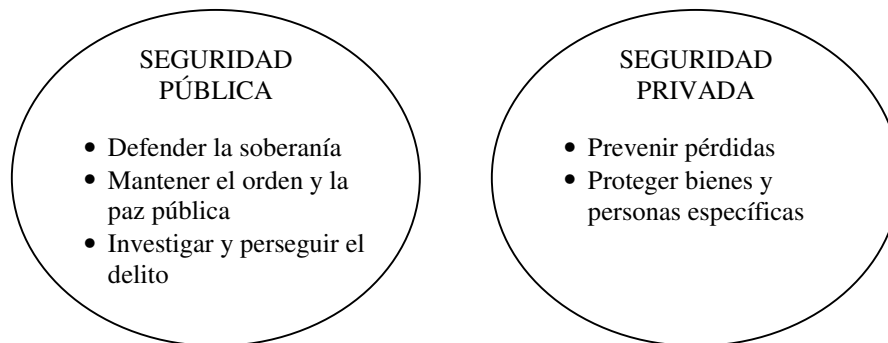 SEGURIDAD
PÚBLICA
• Defender la soberanía
• Mantener el orden y la
paz pública
• Investigar y perseguir el
delito
SEGURIDAD
PRIVADA
• Prevenir pérdidas
• Proteger bienes y
personas específicas